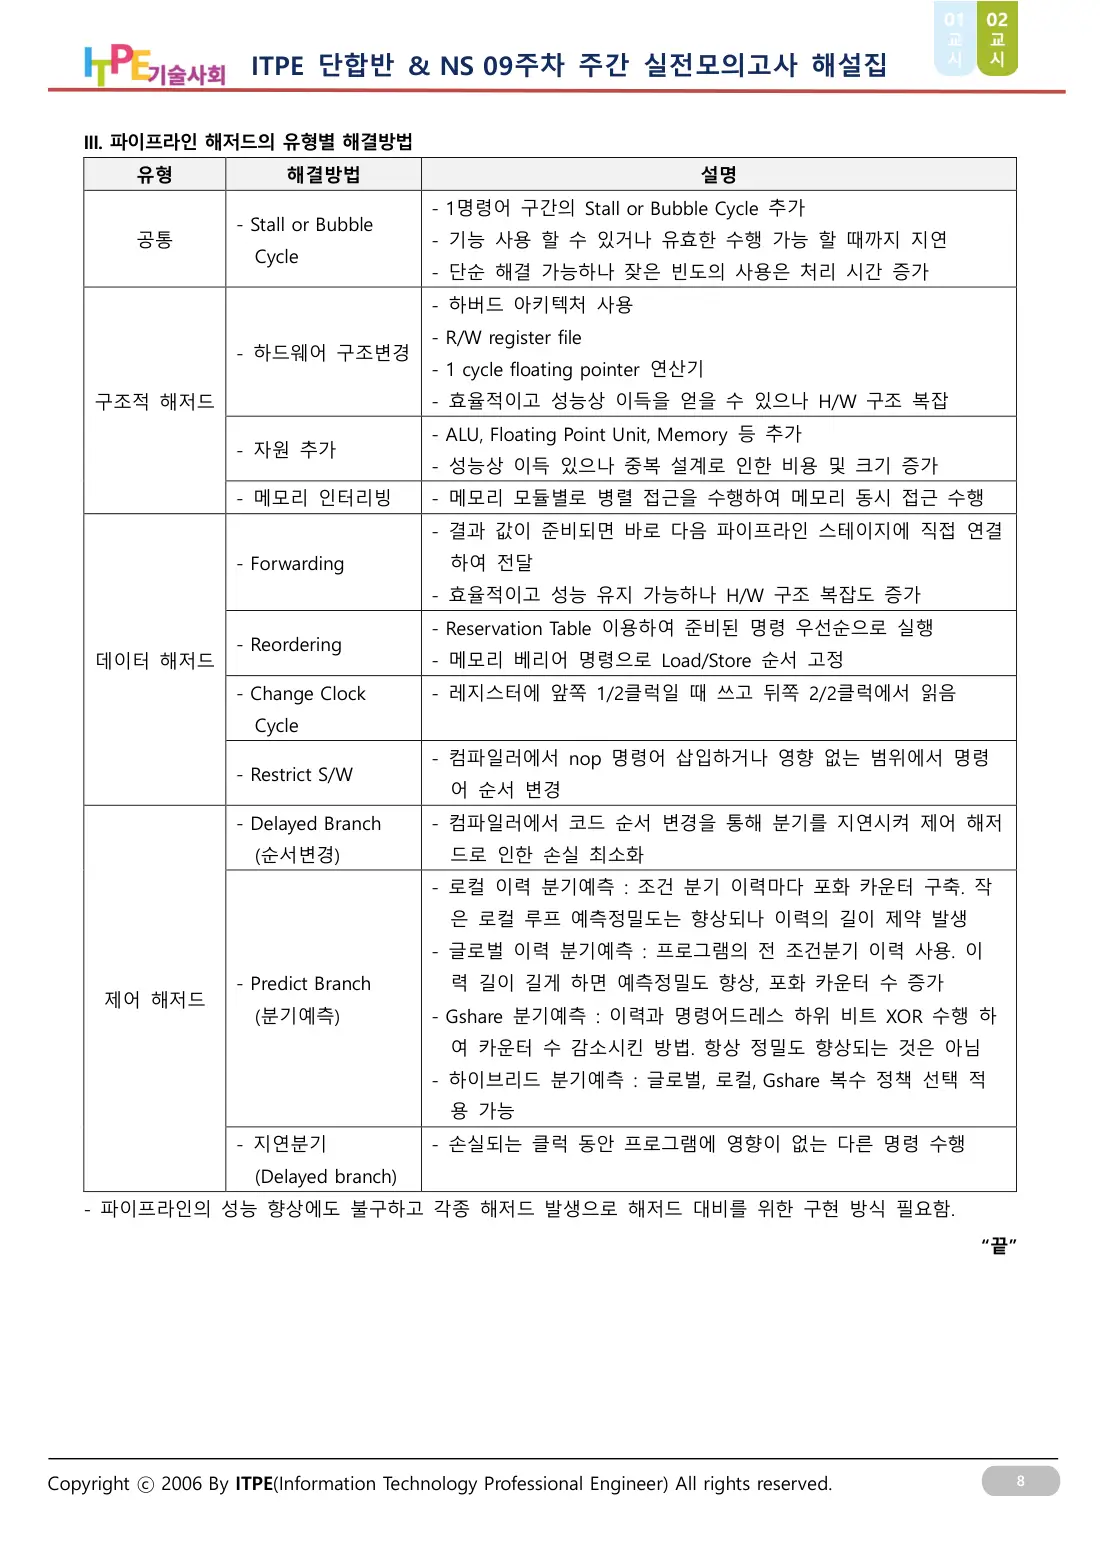 01
교
시
02
교
시
ITPE기술사회
ITPE 단합반 & NS 09주차 주간 실전모의고사 해설집
III. 파이프라인 해저드의 유형별 해결방법
유형
해결방법
설명
공통
- Stall or Bubble
Cycle
- 1명령어 구간의 Stall or Bubble Cycle 추가
- 기능 사용 할 수 있거나 유효한 수행 가능 할 때까지 지연
- 단순 해결 가능하나 잦은 빈도의 사용은 처리 시간 증가
구조적 해저드
- 하드웨어 구조변경
- 하버드 아키텍처 사용
- R/W register file
- 1 cycle floating pointer 연산기
- 효율적이고 성능상 이득을 얻을 수 있으나 H/W 구조 복잡
- 자원 추가
- ALU, Floating Point Unit, Memory 등 추가
- 성능상 이득 있으나 중복 설계로 인한 비용 및 크기 증가
- 메모리 인터리빙
- 메모리 모듈별로 병렬 접근을 수행하여 메모리 동시 접근 수행
데이터 해저드
- Forwarding
- 결과 값이 준비되면 바로 다음 파이프라인 스테이지에 직접 연결
하여 전달
- 효율적이고 성능 유지 가능하나 H/W 구조 복잡도 증가
- Reordering
- Reservation Table 이용하여 준비된 명령 우선순으로 실행
- 메모리 베리어 명령으로 Load/Store 순서 고정
- Change Clock
Cycle
- 레지스터에 앞쪽 1/2클럭일 때 쓰고 뒤쪽 2/2클럭에서 읽음
- Restrict S/W
- 컴파일러에서 nop 명령어 삽입하거나 영향 없는 범위에서 명령
어 순서 변경
제어 해저드
- Delayed Branch
(순서변경)
- 컴파일러에서 코드 순서 변경을 통해 분기를 지연시켜 제어 해저
드로 인한 손실 최소화
- Predict Branch
(분기예측)
- 로컬 이력 분기예측 : 조건 분기 이력마다 포화 카운터 구축. 작
은 로컬 루프 예측정밀도는 향상되나 이력의 길이 제약 발생
- 글로벌 이력 분기예측 : 프로그램의 전 조건분기 이력 사용. 이
력 길이 길게 하면 예측정밀도 향상, 포화 카운터 수 증가
- Gshare 분기예측 : 이력과 명령어드레스 하위 비트 XOR 수행 하
여 카운터 수 감소시킨 방법. 항상 정밀도 향상되는 것은 아님
- 하이브리드 분기예측 : 글로벌, 로컬, Gshare 복수 정책 선택 적
용 가능
- 지연분기
(Delayed branch)
- 손실되는 클럭 동안 프로그램에 영향이 없는 다른 명령 수행
- 파이프라인의 성능 향상에도 불구하고 각종 해저드 발생으로 해저드 대비를 위한 구현 방식 필요함.
“끝”
Copyright ⓒ 2006 By ITPE(Information Technology Professional Engineer) All rights reserved.
8